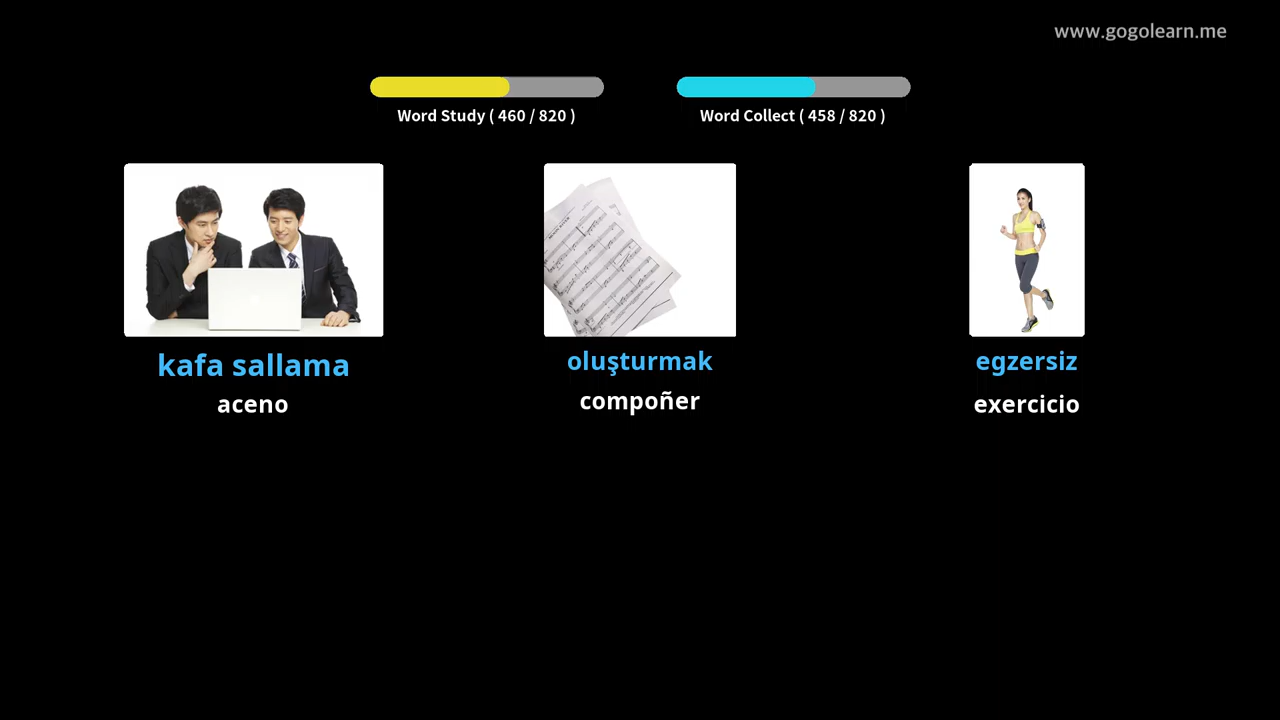 www.gogolearn.me
Word Study ( 460 / 820 )
Word Collect ( 458 / 820 )
kafa sallama
aceno
oluşturmak
compoñer
egzersiz
exercicio